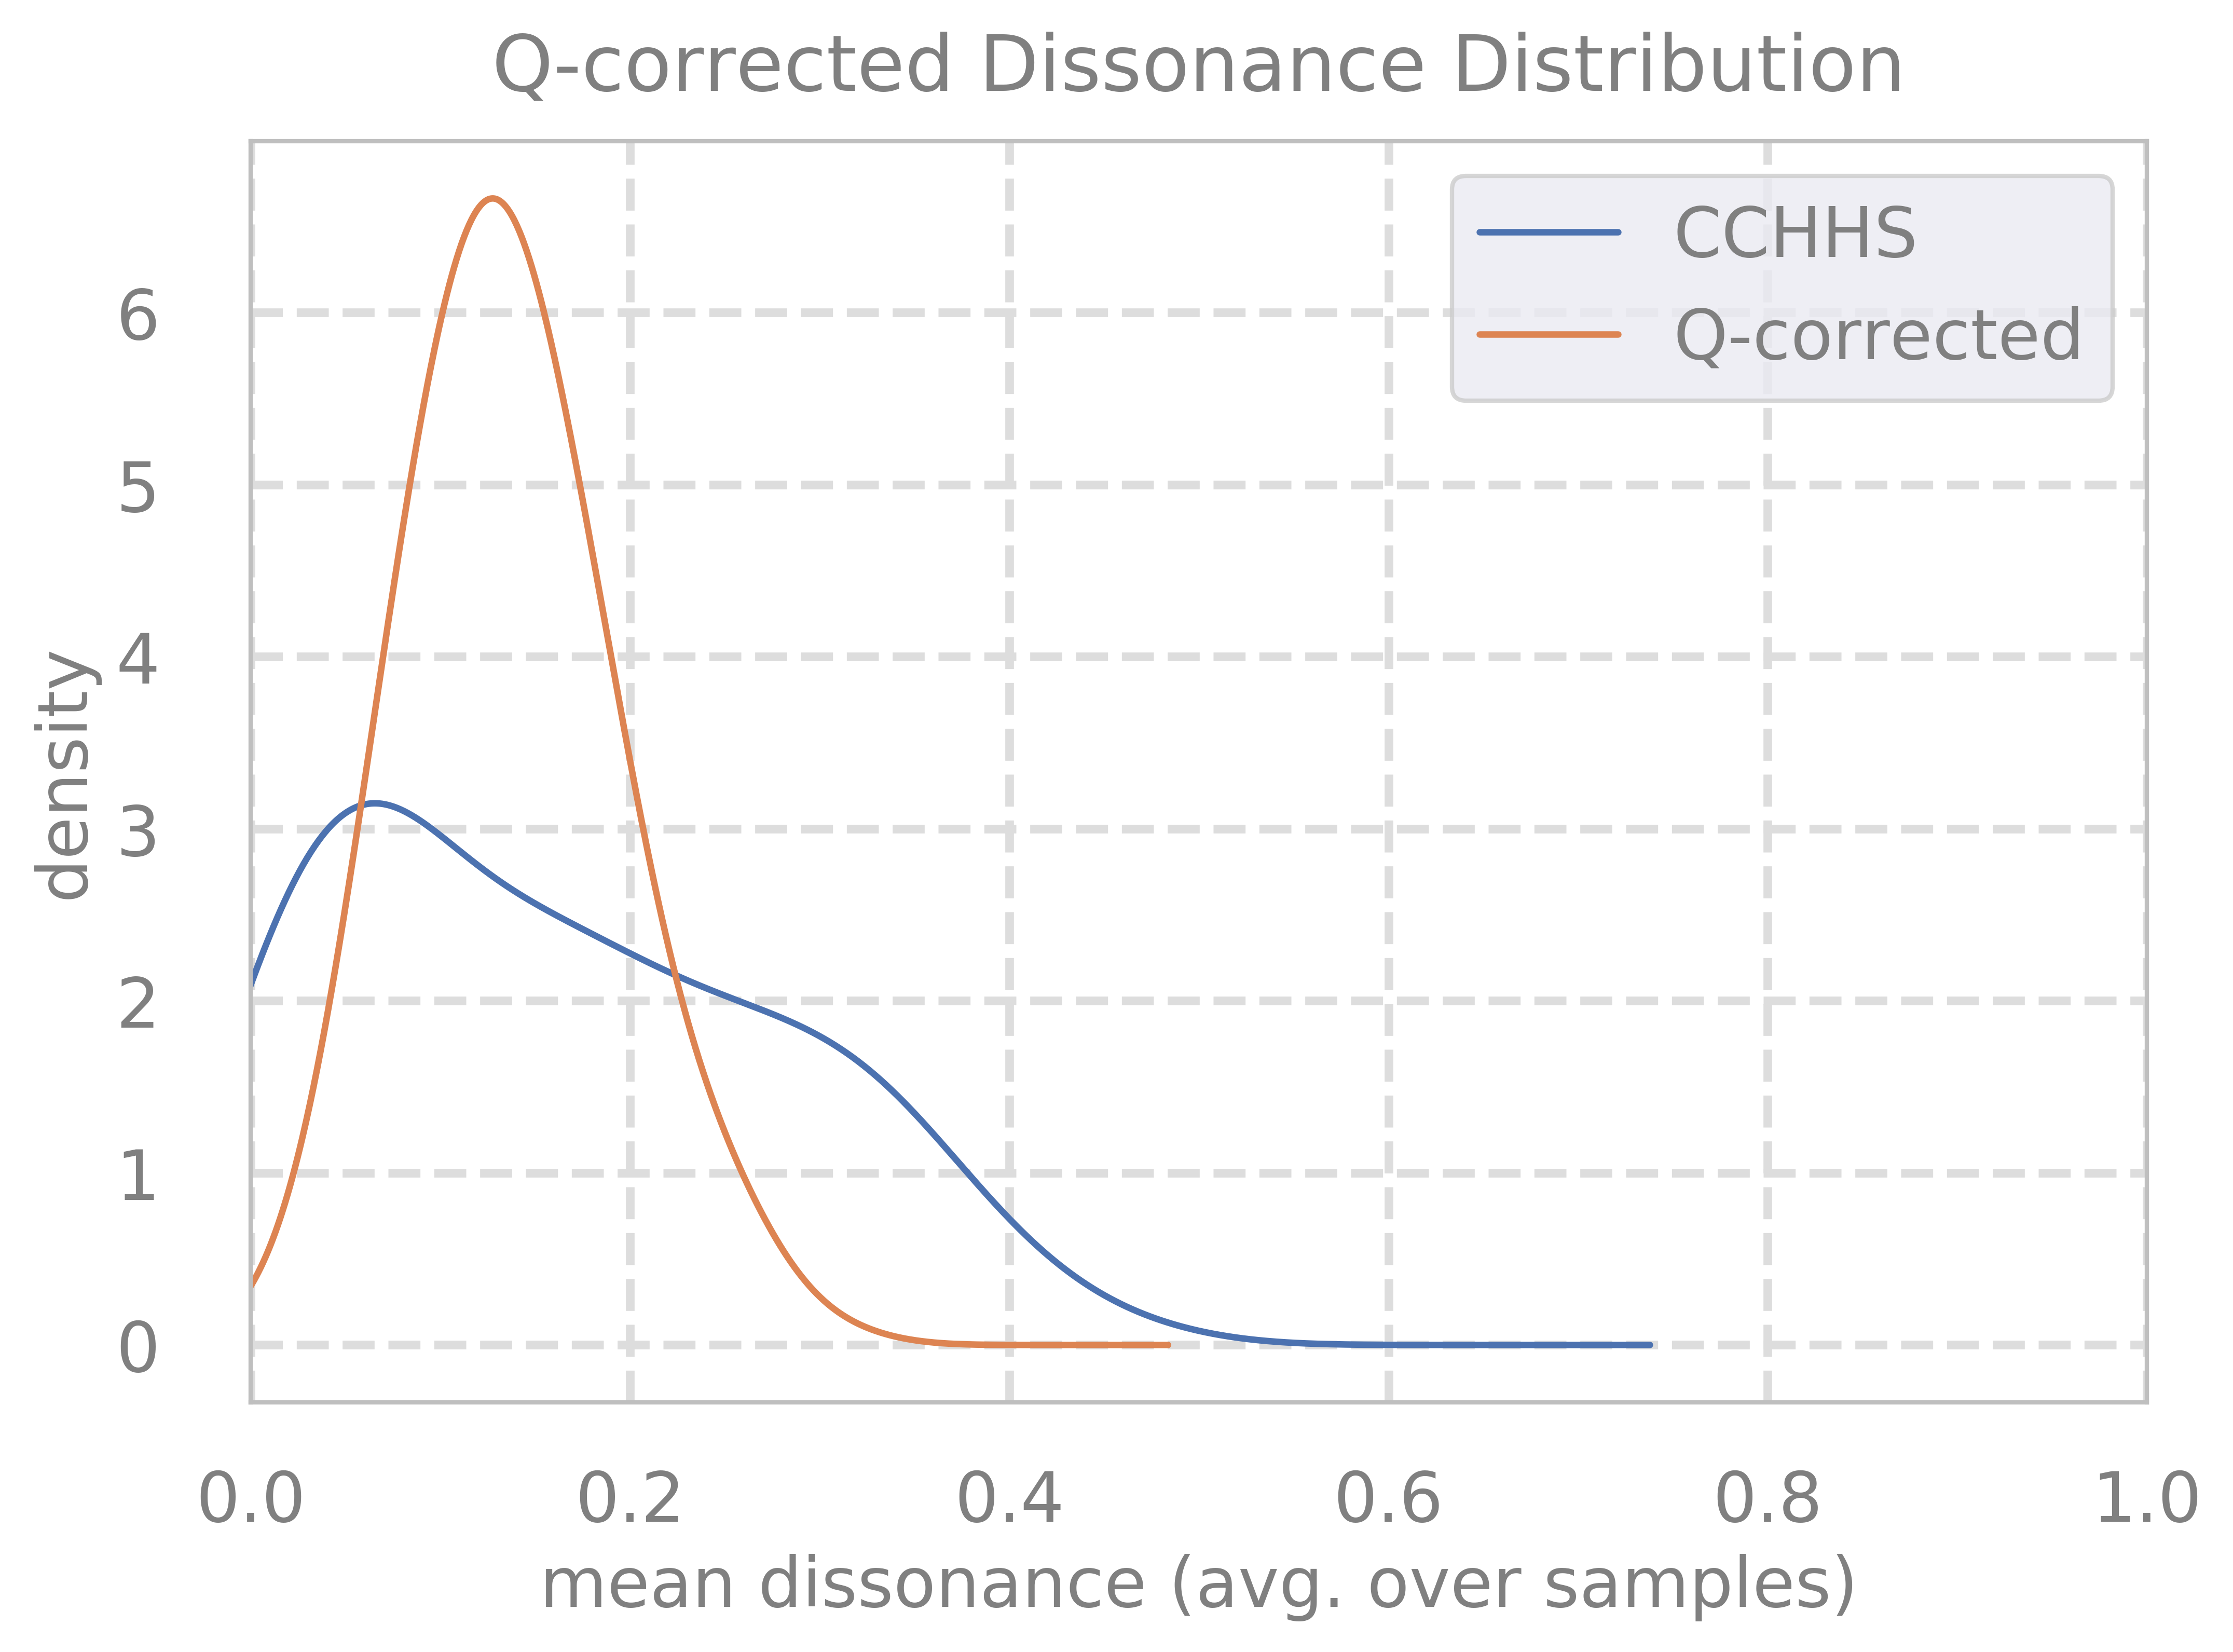 Q-corrected Dissonance Distribution
CCHHS
Q-corrected
6
5
4
3
2
1
0
density
0.0 0.2 0.4 0.6 0.8 1.0
mean dissonance (avg. over samples)